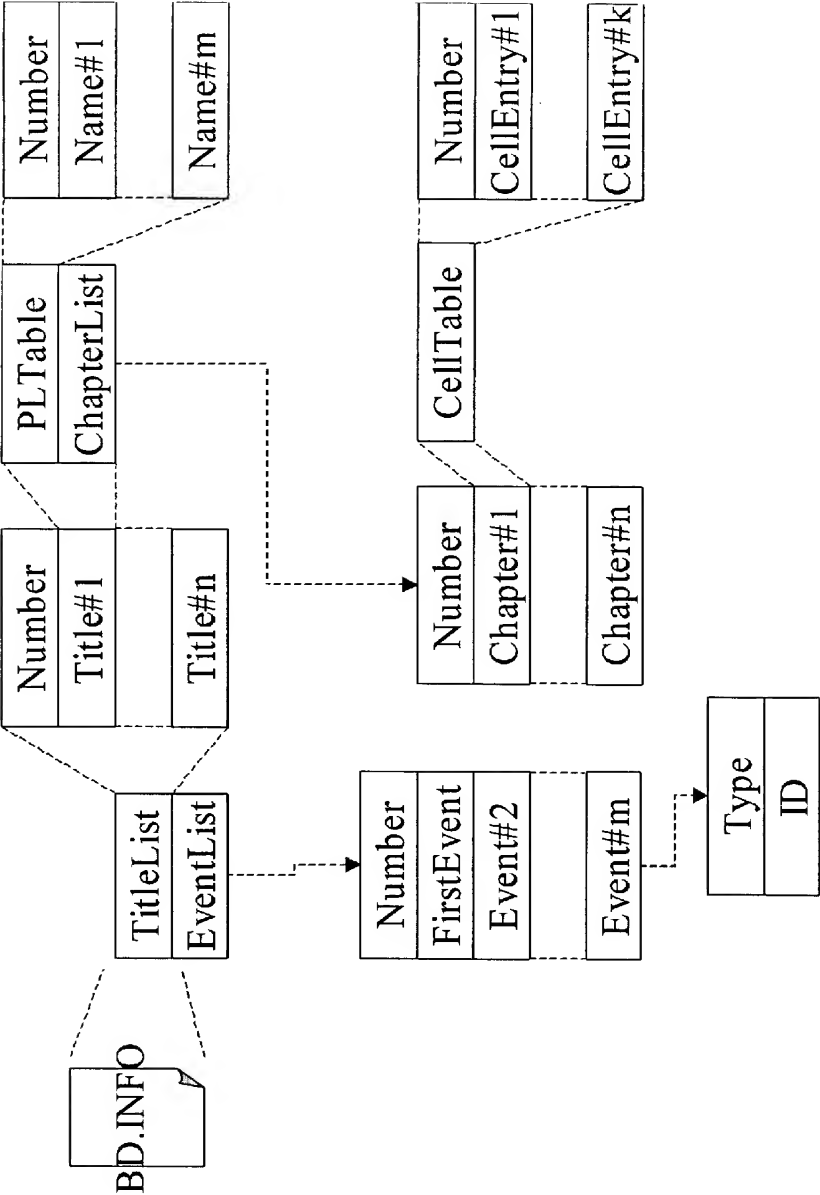 BD.INFO
TitleList
EventList
Number
Title#1
Title#n
PLTable
ChapterList
Number
Name#1
Name#m
Number
FirstEvent
Event#2
Event#m
Type
ID
Number
Chapter#1
Chapter#n
CellTable
Number
CellEntry#1
CellEntry#k